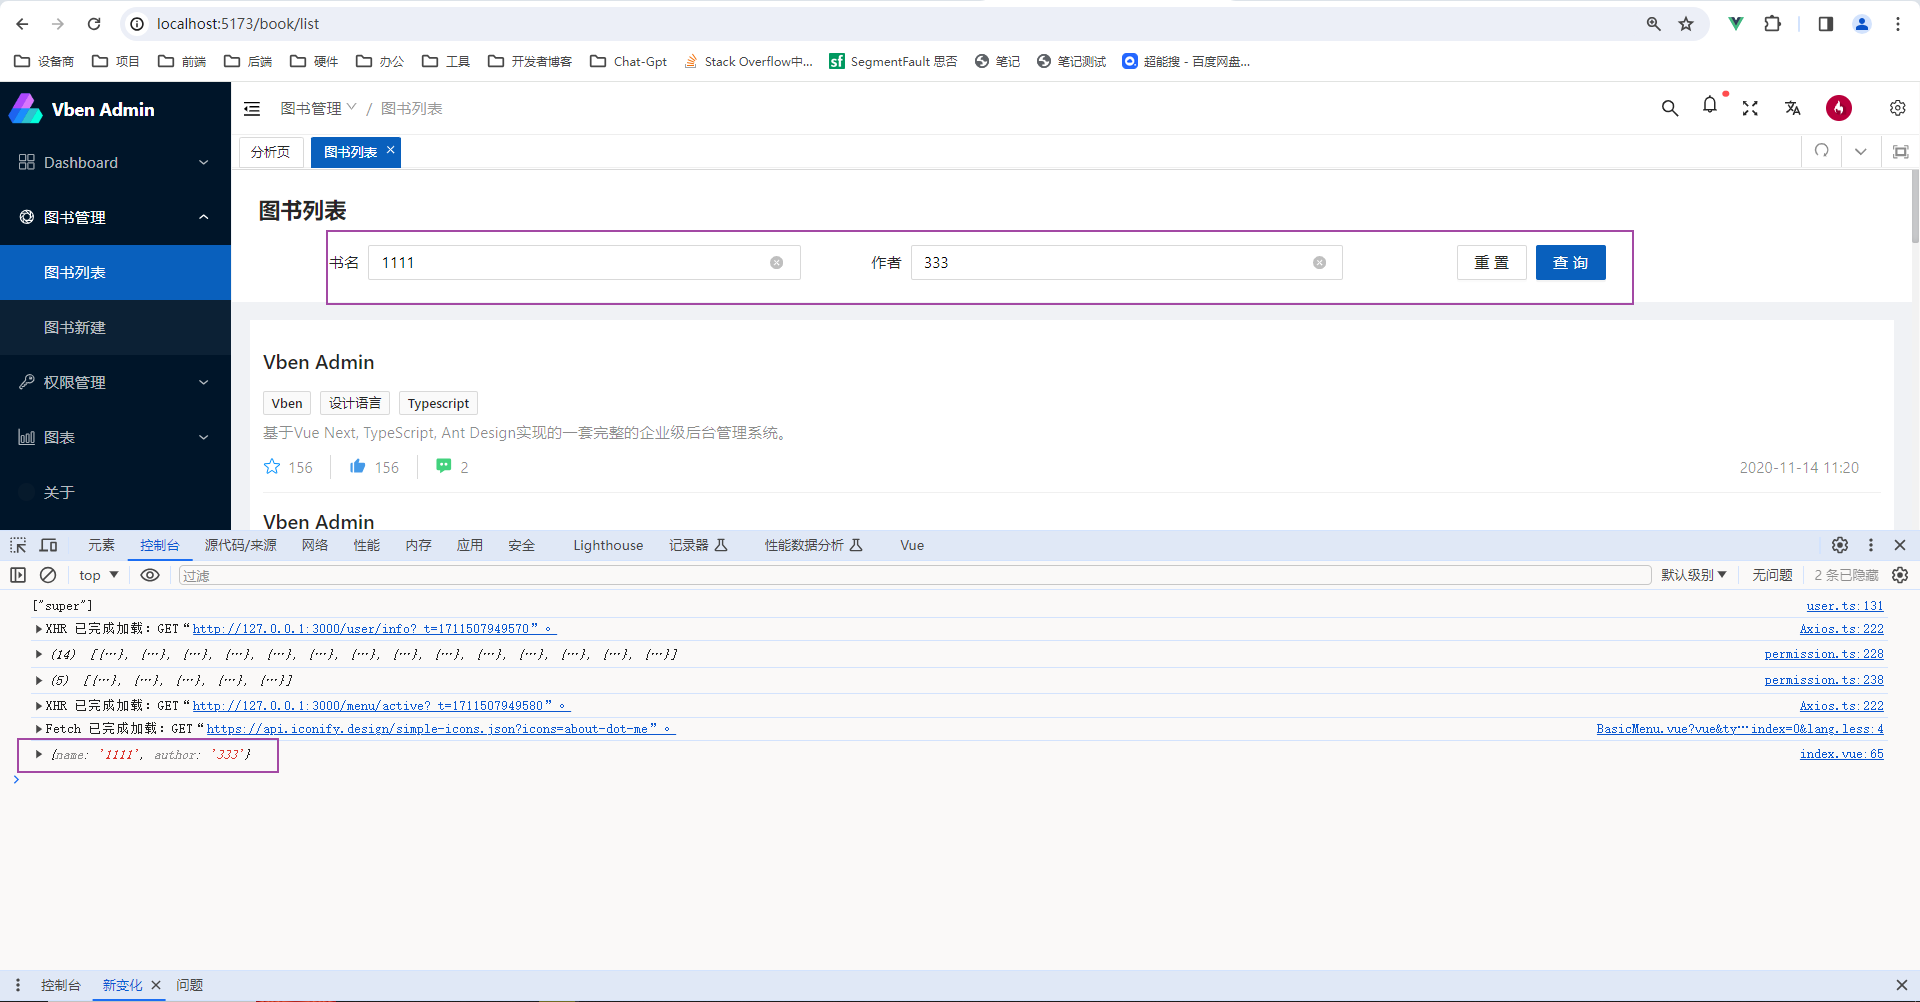 localhost:5173/book/list
设备商 项目 前端 后端 硬件 办公 工具 开发者博客 Chat-Gpt Stack Overflow中... SegmentFault 思否 笔记 笔记测试 超能搜 - 百度网盘...
Vben Admin
图书管理 / 图书列表
分析页 图书列表
Dashboard
图书管理
图书列表
图书新建
权限管理
图表
关于
图书列表
书名 1111 作者 333 重 置 查 询
Vben Admin
Vben 设计语言 Typescript
基于Vue Next, TypeScript, Ant Design实现的一套完整的企业级后台管理系统。
156 156 2 2020-11-14 11:20
Vben Admin
元素 控制台 源代码/来源 网络 性能 内存 应用 安全 Lighthouse 记录器 性能数据分析 Vue
top 过滤 默认级别 无问题 2 条已隐藏
["super"] user.ts:131
XHR 已完成加载：GET“http://127.0.0.1:3000/user/info?_t=1711507949570”。 Axios.ts:222
(14) [{…}, {…}, {…}, {…}, {…}, {…}, {…}, {…}, {…}, {…}, {…}, {…}, {…}, {…}] permission.ts:228
(5) [{…}, {…}, {…}, {…}, {…}] permission.ts:238
XHR 已完成加载：GET“http://127.0.0.1:3000/menu/active?_t=1711507949580”。 Axios.ts:222
Fetch 已完成加载：GET“https://api.iconify.design/simple-icons.json?icons=about-dot-me”。 BasicMenu.vue?vue&ty…index=0&lang.less:4
{name: '1111', author: '333'} index.vue:65
控制台 新变化 问题